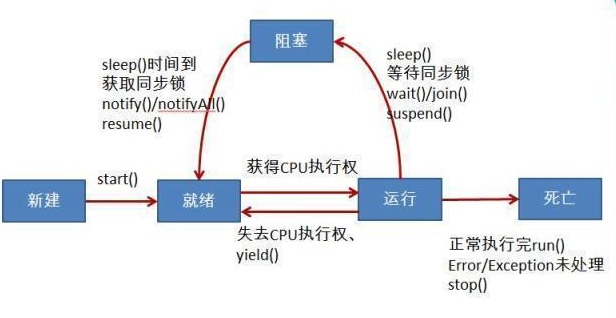 阻塞
sleep()时间到
获取同步锁
notify()/notifyAll()
resume()
sleep()
等待同步锁
wait()/join()
suspend()
新建
start()
就绪
获得CPU执行权
失去CPU执行权、
yield()
运行
死亡
正常执行完run()
Error/Exception未处理
stop()